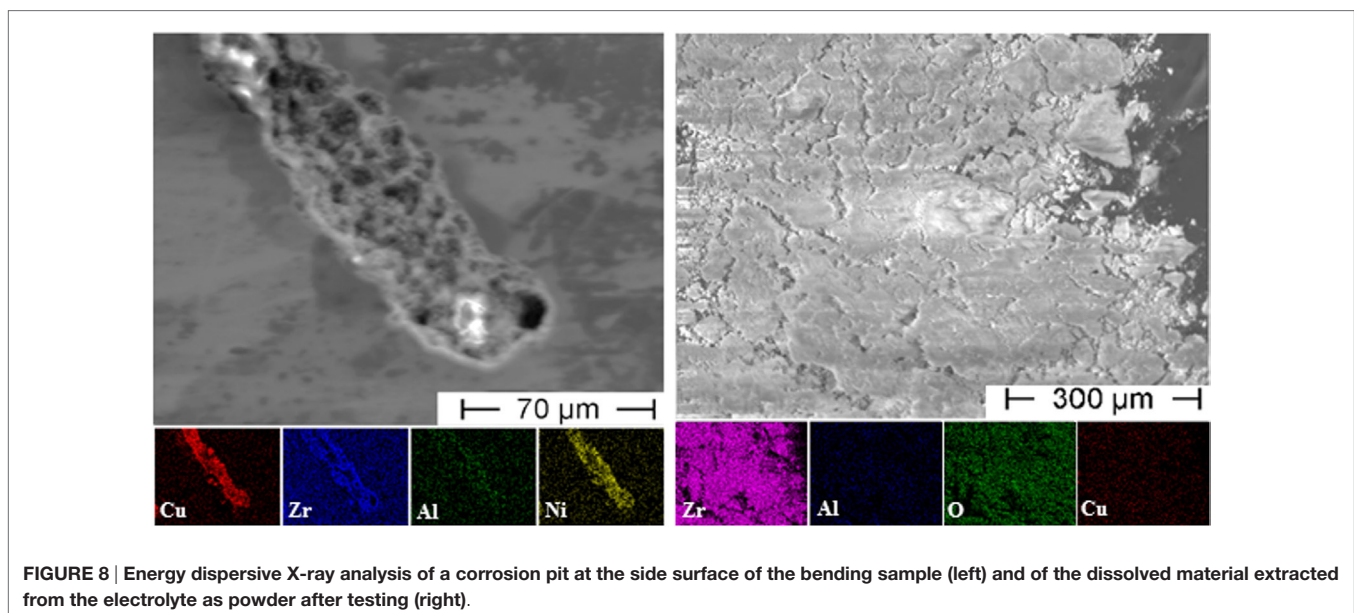 70 µm
300 µm
Cu
Zr
Al
Ni
Zr
Al
O
Cu
FIGURE 8 | Energy dispersive X-ray analysis of a corrosion pit at the side surface of the bending sample (left) and of the dissolved material extracted
from the electrolyte as powder after testing (right).